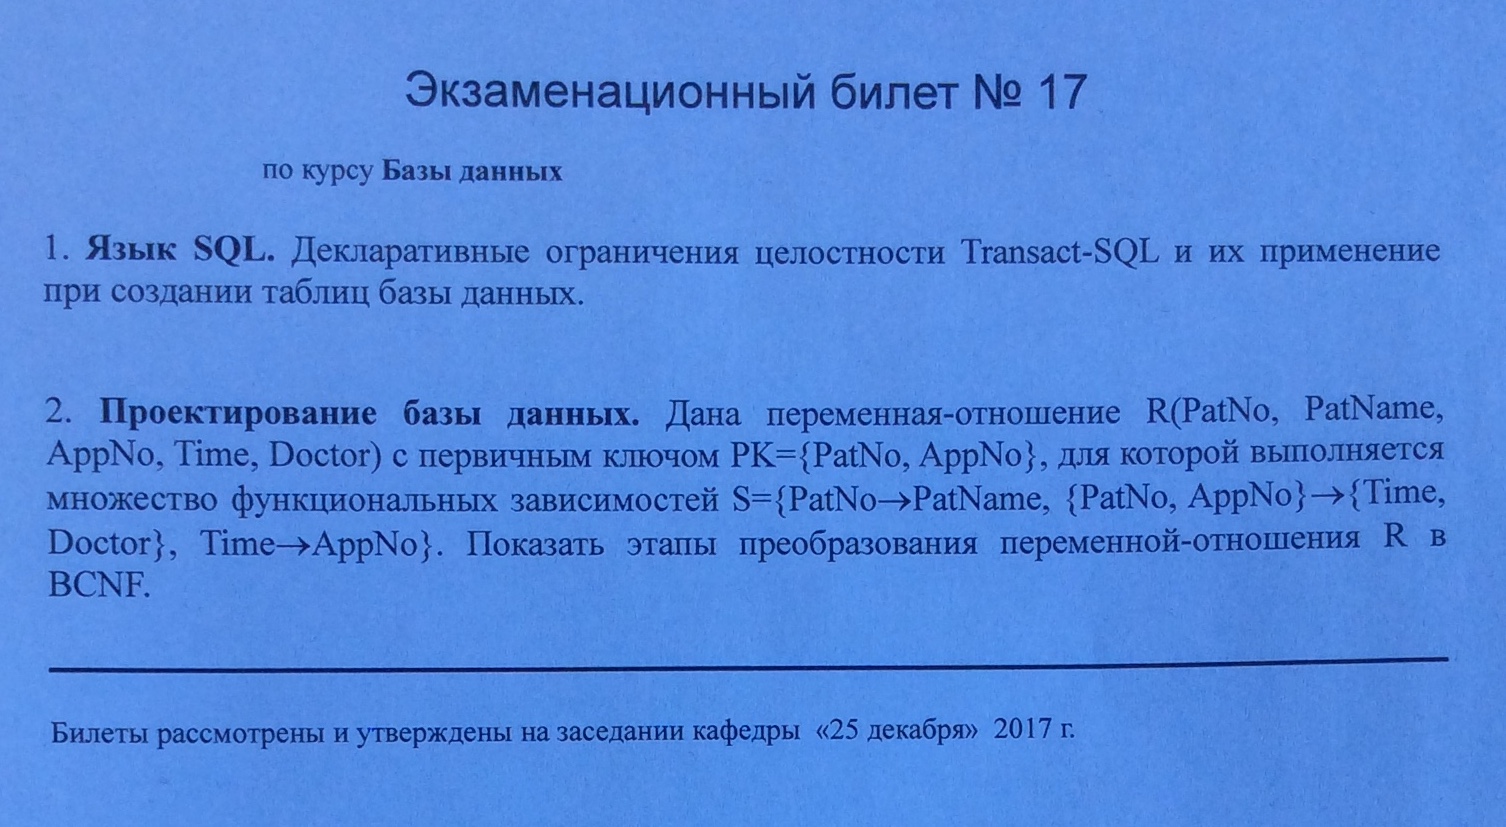 Экзаменационный билет № 17
по курсу Базы данных
1. Язык SQL. Декларативные ограничения целостности Transact-SQL и их применение
при создании таблиц базы данных.
2. Проектирование базы данных. Дана переменная-отношение R(PatNo, PatName,
AppNo, Time, Doctor) с первичным ключом PK={PatNo, AppNo}, для которой выполняется
множество функциональных зависимостей S={PatNo→PatName, {PatNo, AppNo}→{Time,
Doctor}, Time→AppNo}. Показать этапы преобразования переменной-отношения R в
BCNF.
Билеты рассмотрены и утверждены на заседании кафедры «25 декабря» 2017 г.